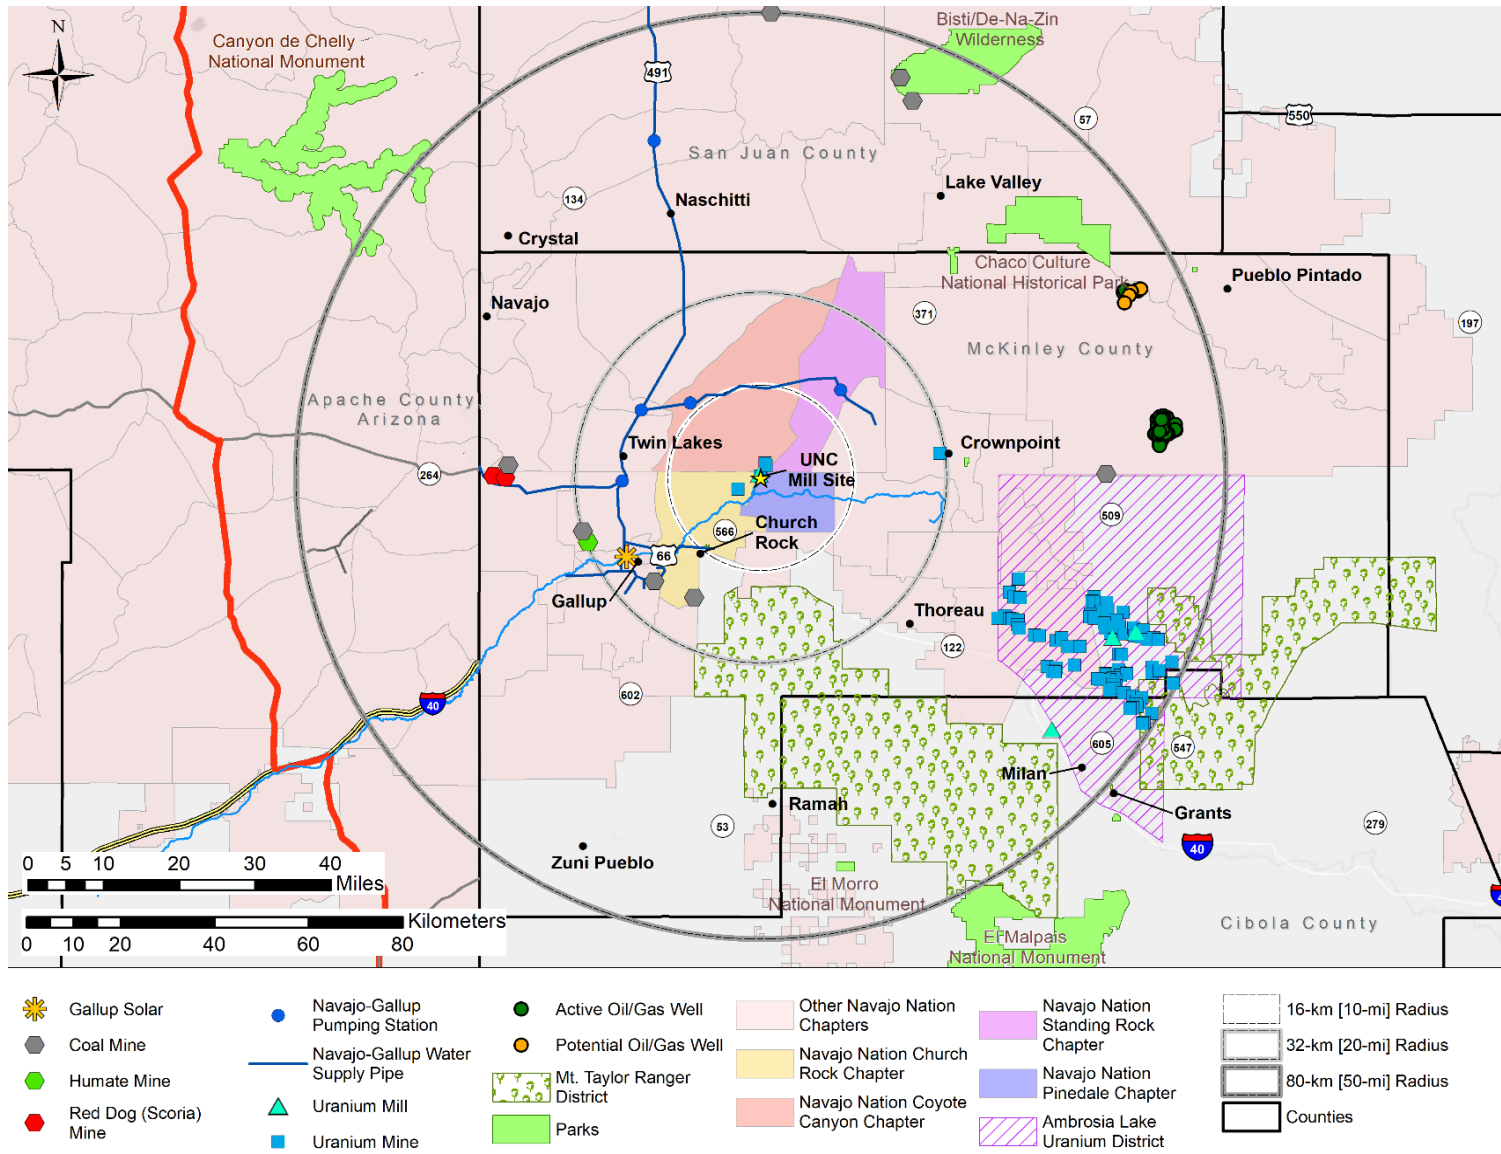 N
Canyon de Chelly
National Monument
Bisti/De-Na-Zin
Wilderness
491
57
550
San Juan County
134
Naschitti
Lake Valley
Crystal
Chaco Culture
National Historical Park
Pueblo Pintado
Navajo
371
197
McKinley County
Apache County
Arizona
Twin Lakes
Crownpoint
UNC
Mill Site
264
509
566
Church
Rock
66
Gallup
Thoreau
122
602
40
605
547
Milan
Ramah
Grants
53
279
40
Zuni Pueblo
El Morro
National Monument
Cibola County
El Malpais
National Monument
0 5 10 20 30 40
Miles
Kilometers
0 10 20 40 60 80
Gallup Solar
Coal Mine
Humate Mine
Red Dog (Scoria)
Mine
Navajo-Gallup
Pumping Station
Navajo-Gallup Water
Supply Pipe
Uranium Mill
Uranium Mine
Active Oil/Gas Well
Potential Oil/Gas Well
Mt. Taylor Ranger
District
Parks
Other Navajo Nation
Chapters
Navajo Nation Church
Rock Chapter
Navajo Nation Coyote
Canyon Chapter
Navajo Nation
Standing Rock
Chapter
Navajo Nation
Pinedale Chapter
Ambrosia Lake
Uranium District
16-km [10-mi] Radius
32-km [20-mi] Radius
80-km [50-mi] Radius
Counties